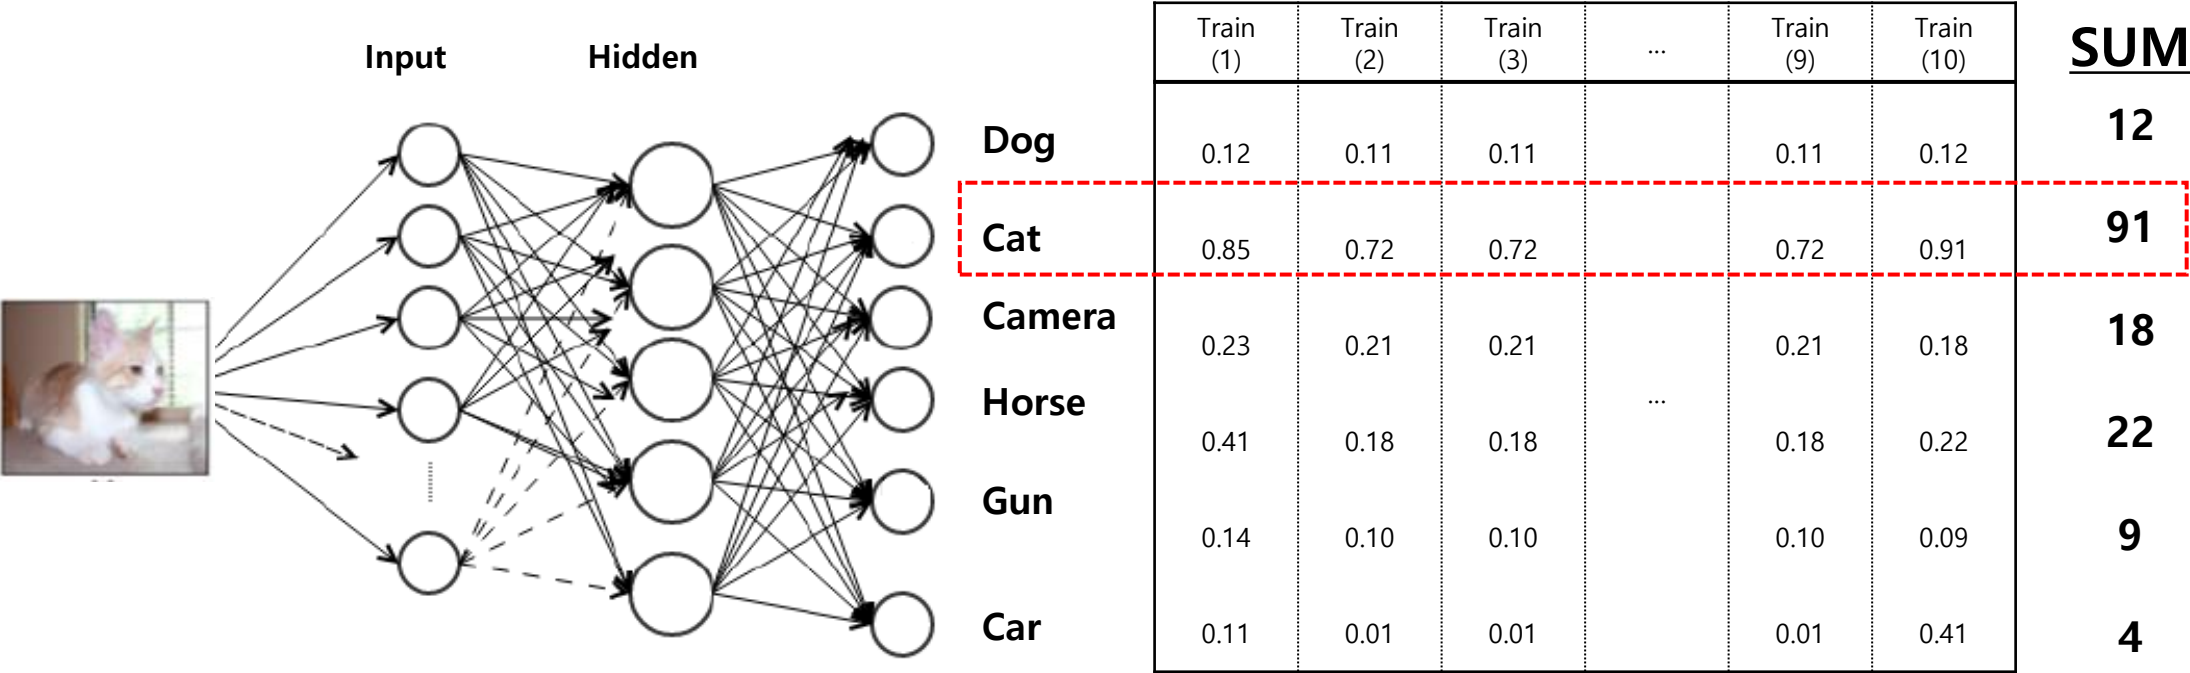 Input
Hidden
Train (1)
Train (2)
Train (3)
...
Train (9)
Train (10)
SUM
Dog 0.12 0.11 0.11 0.11 0.12 12
Cat 0.85 0.72 0.72 0.72 0.91 91
Camera 0.23 0.21 0.21 0.21 0.18 18
Horse 0.41 0.18 0.18 ... 0.18 0.22 22
Gun 0.14 0.10 0.10 0.10 0.09 9
Car 0.11 0.01 0.01 0.01 0.41 4